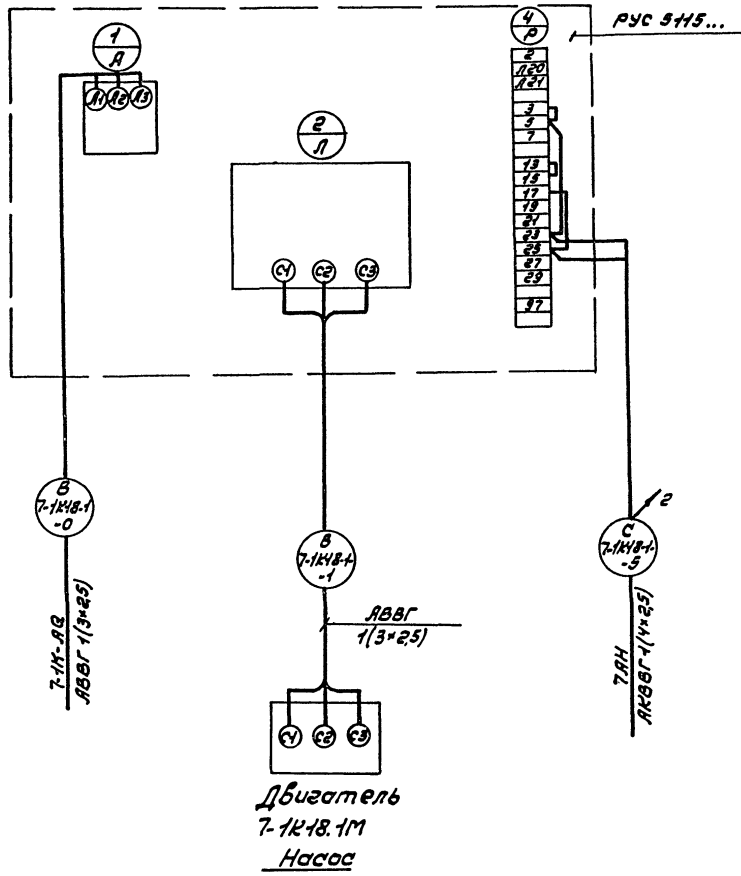 1
А
4
Р
РУС 5115...
Л1 Л2 Л3
2
Л20
Л21
3
5
7
13
15
17
19
21
23
25
27
29
37
2
Л
С1 С2 С3
В
7-1К18-1
-0
В
7-1К18-1-
-1
С
7-1К18-1-
-5
2
7-1К-АQ
АВВГ 1(3×2,5)
АВВГ
1(3×2,5)
7АН
АКВВГ 1(4×2,5)
С1 С2 С3
Двигатель
7-1К18.1М
Насос